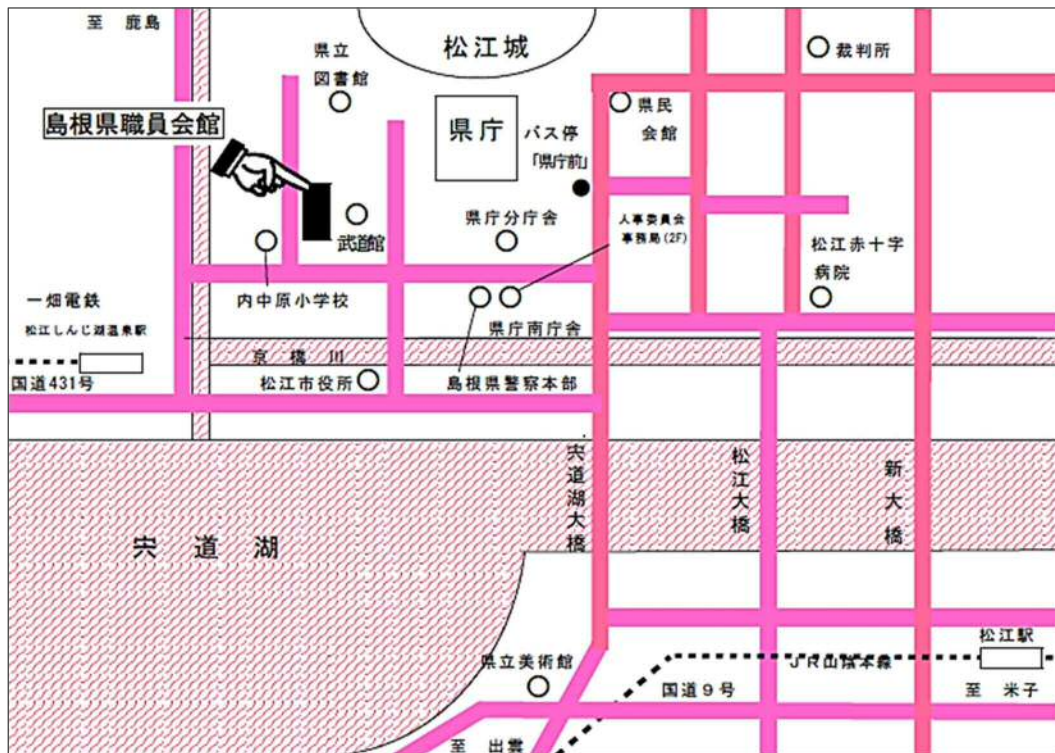 至 鹿島
県立
図書館
松江城
裁判所
島根県職員会館
県庁
バス停
「県庁前」
県民
会館
武道館
県庁分庁舎
人事委員会
事務局(2F)
松江赤十字
病院
一畑電鉄
松江しんじ湖温泉駅
内中原小学校
県庁南庁舎
京橋川
国道431号
松江市役所
島根県警察本部
宍道湖大橋
松江大橋
新大橋
宍道湖
県立美術館
松江駅
JR山陰本線
国道9号
至 米子
至 出雲